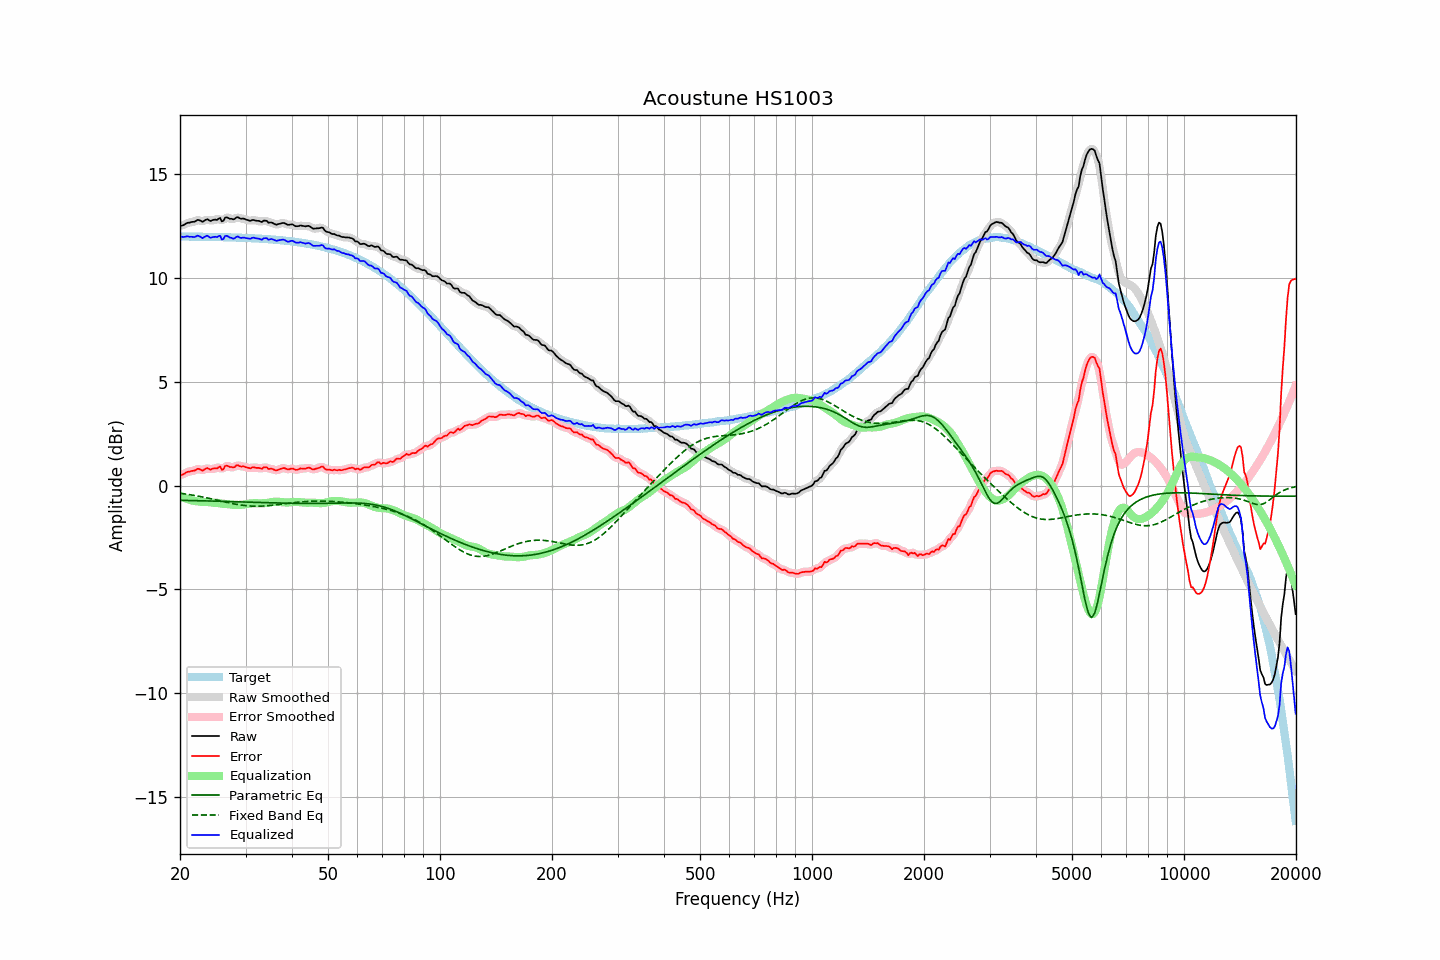 Acoustune HS1003
Amplitude (dBr)
15
10
5
0
−5
−10
−15
Target
Raw Smoothed
Error Smoothed
Raw
Error
Equalization
Parametric Eq
Fixed Band Eq
Equalized
20 50 100 200 500 1000 2000 5000 10000 20000
Frequency (Hz)